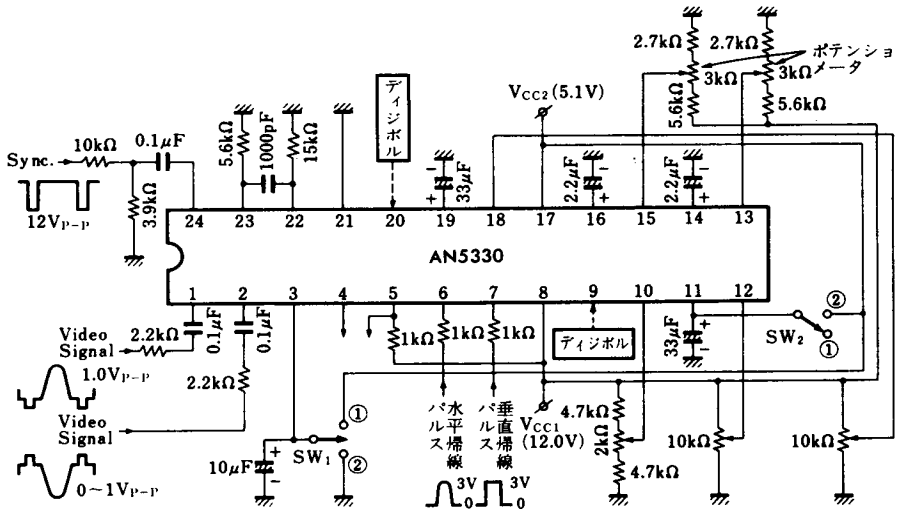 2.7kΩ
2.7kΩ
ポテンショ
メータ
3kΩ
3kΩ
5.6kΩ
5.6kΩ
VCC2 (5.1V)
ディジボル
10kΩ
0.1μF
Sync.
12VP-P
3.9kΩ
5.6kΩ
1000pF
15kΩ
- +
33μF
2.2μF
- +
2.2μF
- +
24 23 22 21 20 19 18 17 16 15 14 13
AN5330
1 2 3 4 5 6 7 8 9 10 11 12
Video
Signal
2.2kΩ
0.1μF
0.1μF
1.0VP-P
2.2kΩ
Video
Signal
0~1VP-P
10μF
+ -
SW1
①
②
1kΩ
1kΩ
1kΩ
水平帰線
パルス
3V
0
垂直帰線
パルス
3V
0
VCC1
(12.0V)
ディジボル
4.7kΩ
2kΩ
4.7kΩ
33μF
+ -
SW2
②
①
10kΩ
10kΩ